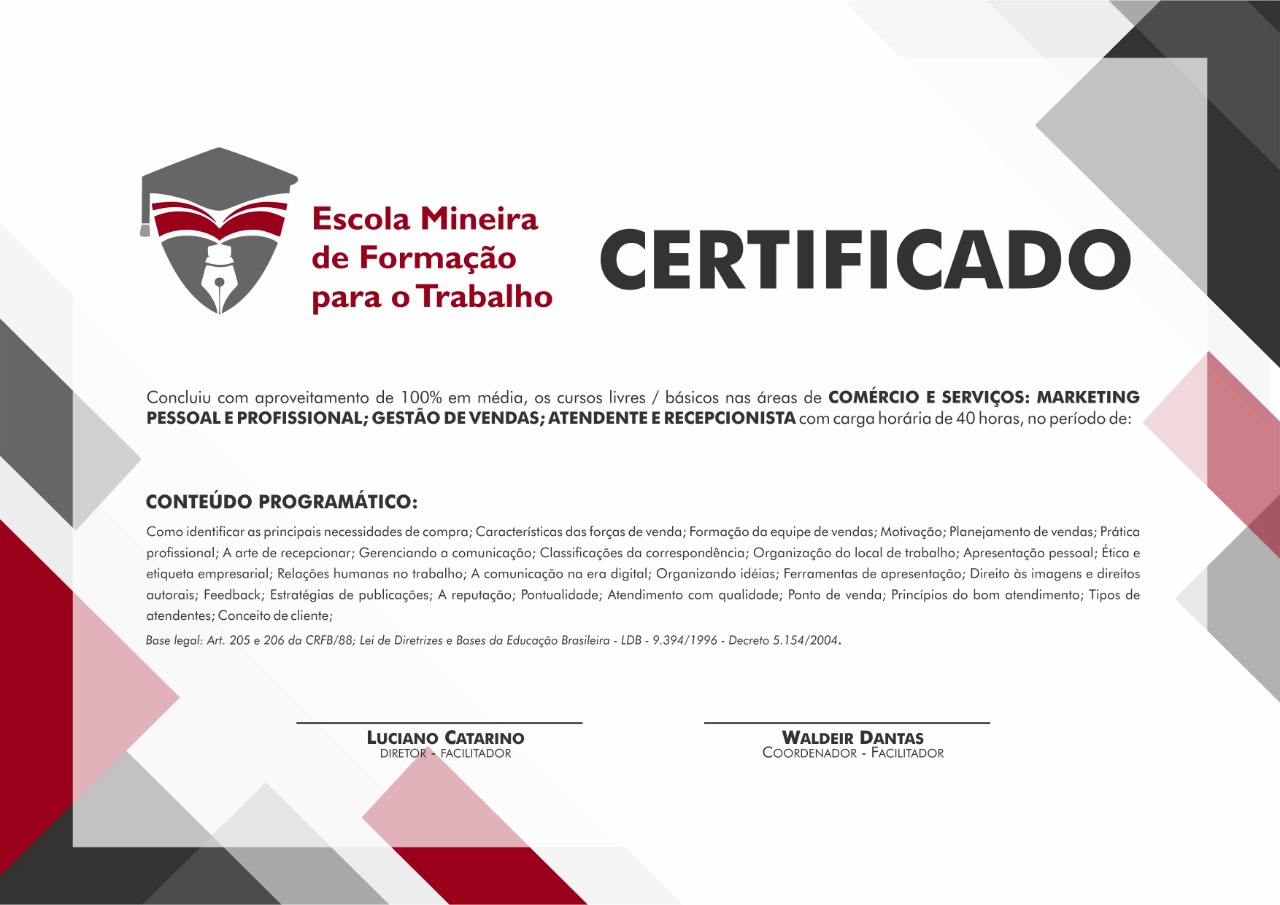 Escola Mineira
de Formação
para o Trabalho
CERTIFICADO
Concluiu com aproveitamento de 100% em média, os cursos livres / básicos nas áreas de COMÉRCIO E SERVIÇOS: MARKETING
PESSOAL E PROFISSIONAL; GESTÃO DE VENDAS; ATENDENTE E RECEPCIONISTA com carga horária de 40 horas, no período de:
CONTEÚDO PROGRAMÁTICO:
Como identificar as principais necessidades de compra; Características das forças de venda; Formação da equipe de vendas; Motivação; Planejamento de vendas; Prática
profissional; A arte de recepcionar; Gerenciando a comunicação; Classificações da correspondência; Organização do local de trabalho; Apresentação pessoal; Ética e
etiqueta empresarial; Relações humanas no trabalho; A comunicação na era digital; Organizando idéias; Ferramentas de apresentação; Direito às imagens e direitos
autorais; Feedback; Estratégias de publicações; A reputação; Pontualidade; Atendimento com qualidade; Ponto de venda; Princípios do bom atendimento; Tipos de
atendentes; Conceito de cliente;
Base legal: Art. 205 e 206 da CRFB/88; Lei de Diretrizes e Bases da Educação Brasileira - LDB - 9.394/1996 - Decreto 5.154/2004.
LUCIANO CATARINO
DIRETOR - FACILITADOR
WALDEIR DANTAS
COORDENADOR - FACILITADOR